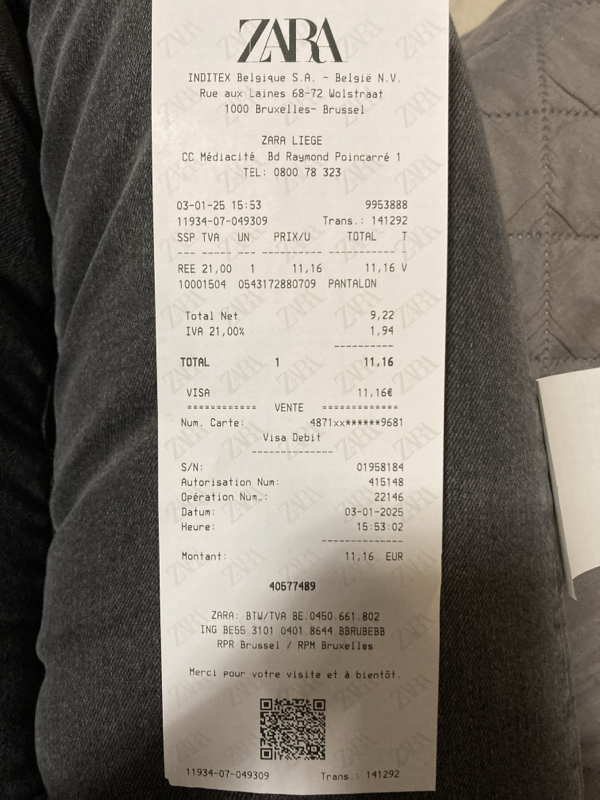 ZARA
INDITEX Belgique S.A. - België N.V.
Rue aux Laines 68-72 Wolstraat
1000 Bruxelles- Brussel
ZARA LIEGE
CC Médiacité Bd Raymond Poincarré 1
TEL: 0800 78 323
03-01-25 15:53 9953888
11934-07-049309 Trans.: 141292
SSP TVA UN PRIX/U TOTAL T
--- ----- --- ---------- ------------ -
REE 21,00 1 11,16 11,16 V
10001504 0543172880709 PANTALON
Total Net 9,22
IVA 21,00% 1,94
----------
TOTAL 1 11,16
VISA 11,16€
=========== VENTE ============
Num. Carte: 4871xx******9681
Visa Debit
--------------
S/N: 01958184
Autorisation Num: 415148
Opération Num.: 22146
Datum: 03-01-2025
Heure: 15:53:02
--------------
Montant: 11,16 EUR
40577489
ZARA: BTW/TVA BE.0450.661.802
ING BE55 3101 0401 8644 BBRUBEBB
RPR Brussel / RPM Bruxelles
Merci pour votre visite et à bientôt.
11934-07-049309 Trans.: 141292